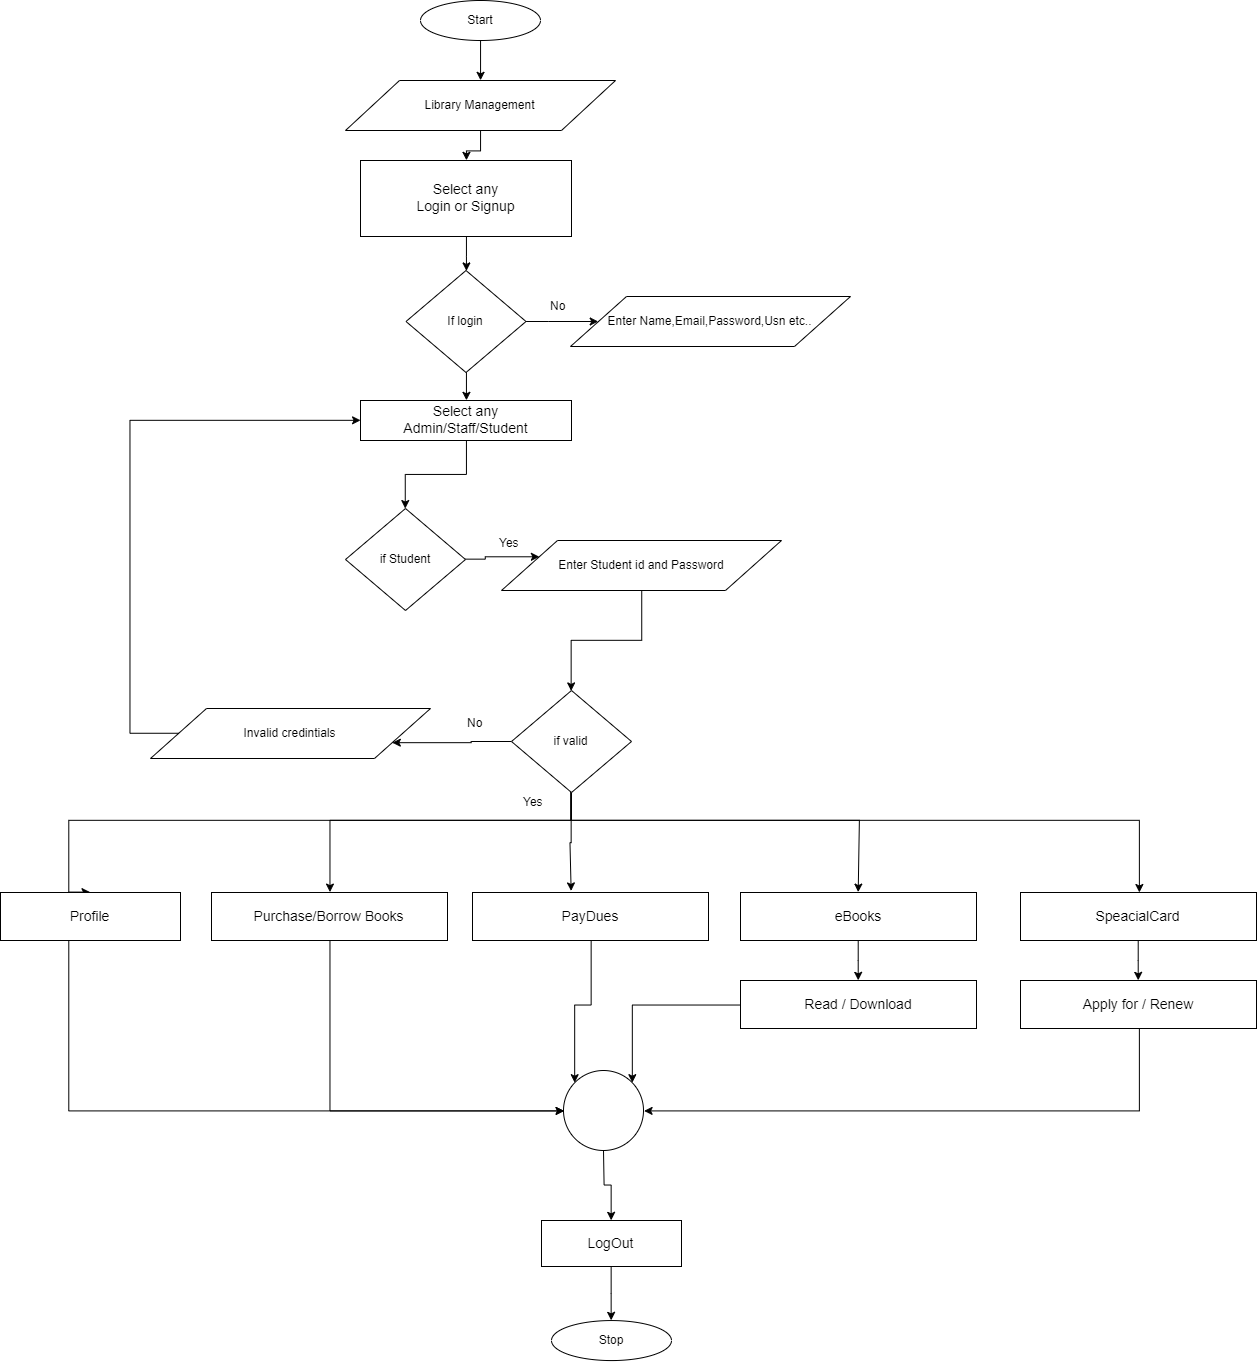 Start
Library Management
Select any
Login or Signup
If login
No
Enter Name,Email,Password,Usn etc..
Select any
Admin/Staff/Student
if Student
Yes
Enter Student id and Password
Invalid credintials
No
if valid
Yes
Profile
Purchase/Borrow Books
PayDues
eBooks
SpeacialCard
Read / Download
Apply for / Renew
LogOut
Stop